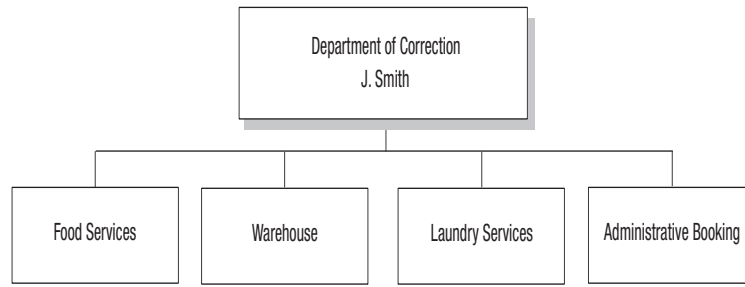 Department of Correction
J. Smith
Food Services
Warehouse
Laundry Services
Administrative Booking